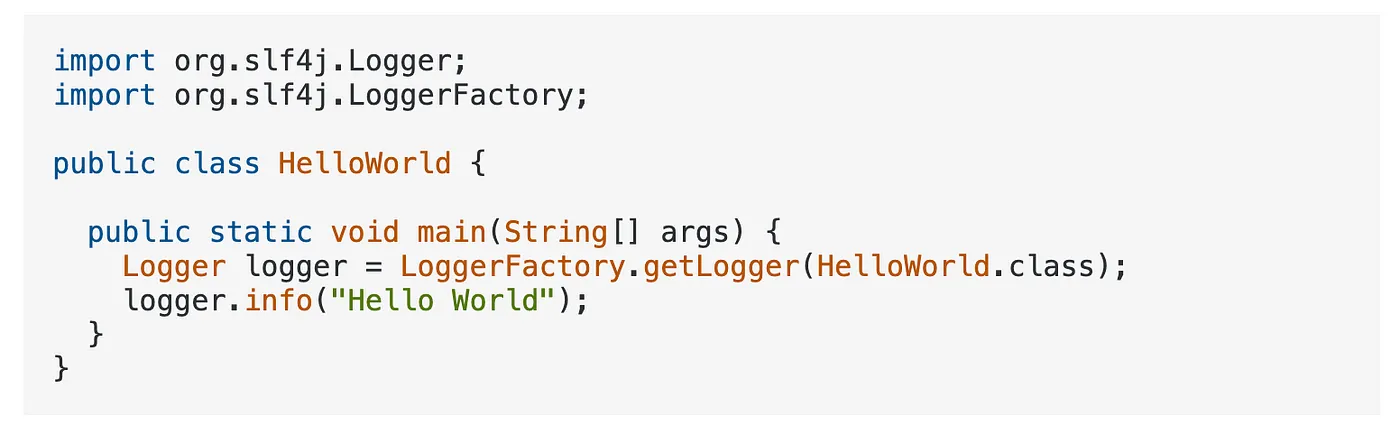 import org.slf4j.Logger;
import org.slf4j.LoggerFactory;

public class HelloWorld {

  public static void main(String[] args) {
    Logger logger = LoggerFactory.getLogger(HelloWorld.class);
    logger.info("Hello World");
  }
}